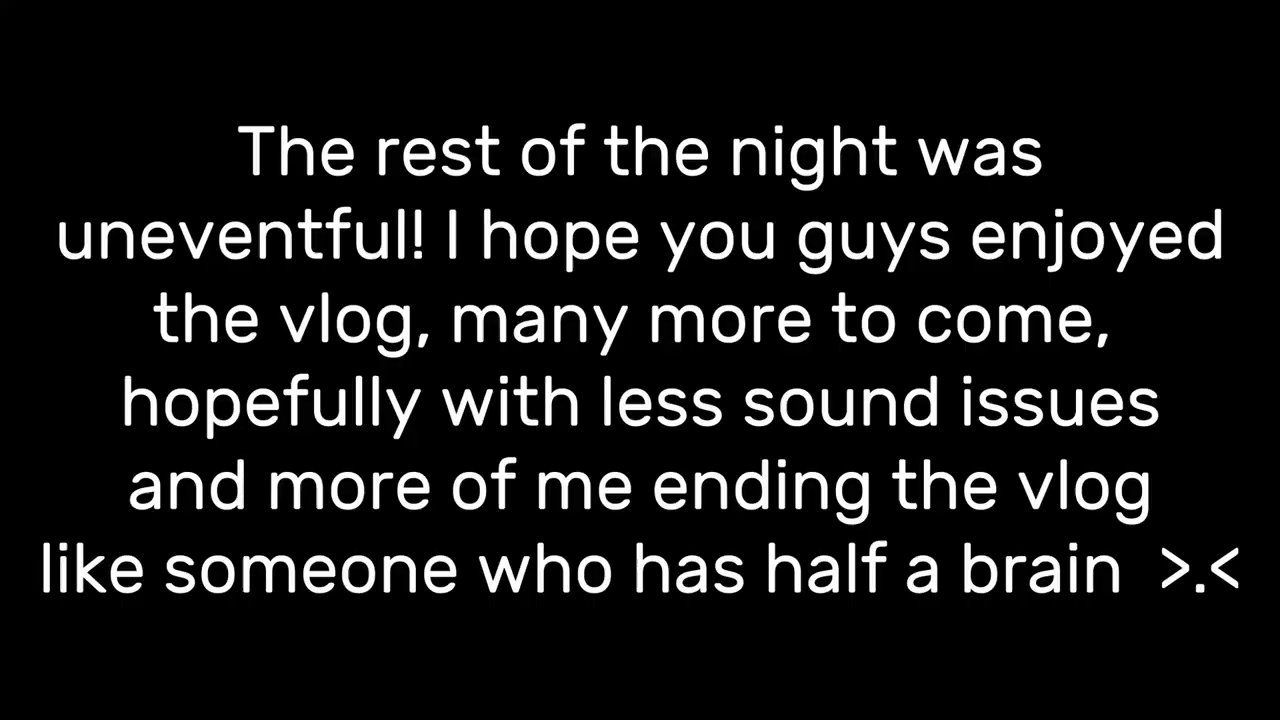 The rest of the night was
uneventful! I hope you guys enjoyed
the vlog, many more to come,
hopefully with less sound issues
and more of me ending the vlog
like someone who has half a brain  >.<